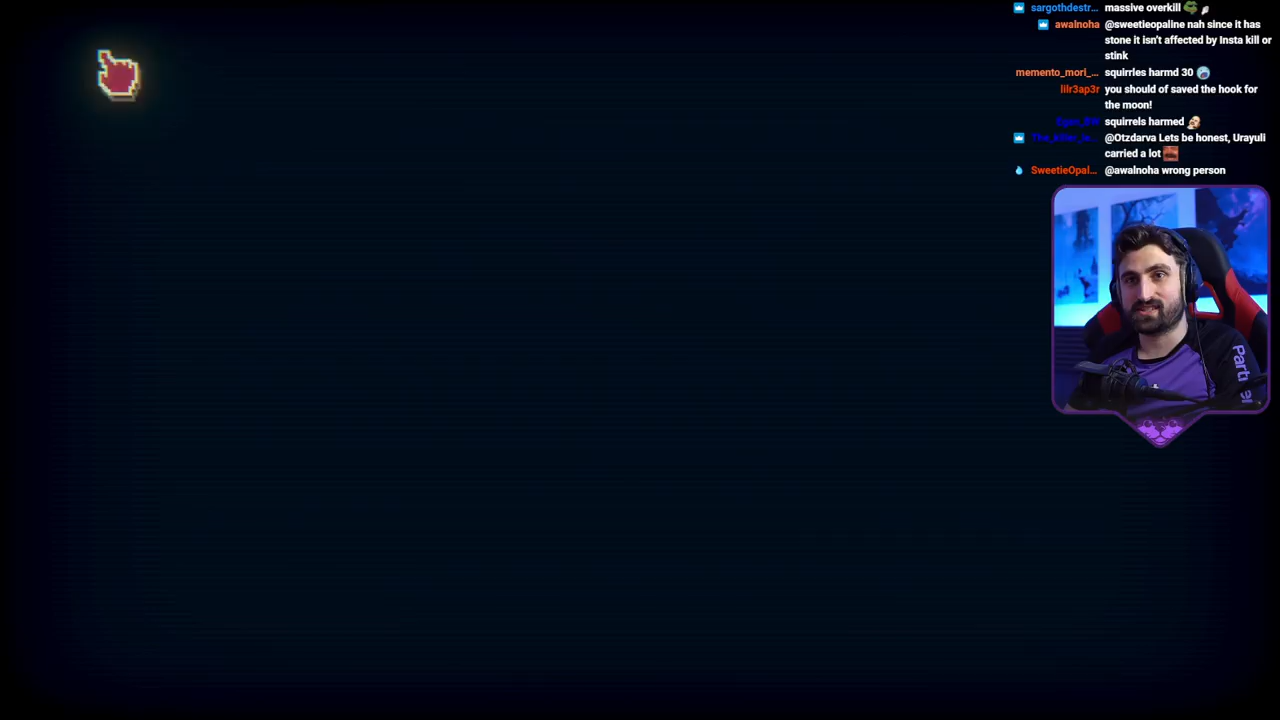 sargothdestr... massive overkill
awalnoha @sweetieopaline nah since it has
stone it isn't affected by Insta kill or
stink
memento_mori_... squirrles harmd 30
lilr3ap3r you should of saved the hook for
the moon!
squirrels harmed
@Otzdarva Lets be honest, Urayuli
carried a lot
SweetieOpal... @awalnoha wrong person